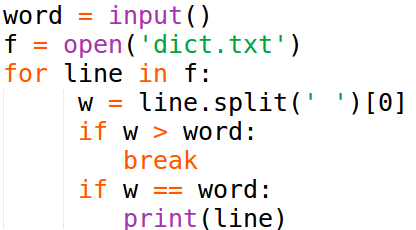 word = input()
f = open('dict.txt')
for line in f:
     w = line.split(' ')[0]
     if w > word:
        break
     if w == word:
        print(line)